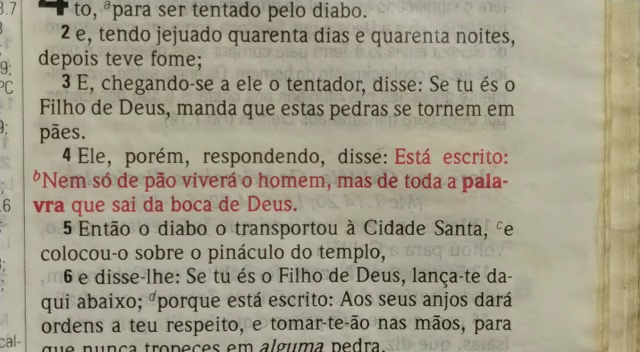 3.7
to, ᵃpara ser tentado pelo diabo.
2 e, tendo jejuado quarenta dias e quarenta noites,
depois teve fome;
3 E, chegando-se a ele o tentador, disse: Se tu és o
Filho de Deus, manda que estas pedras se tornem em
pães.
4 Ele, porém, respondendo, disse: Está escrito:
ᵇNem só de pão viverá o homem, mas de toda a pala-
vra que sai da boca de Deus.
5 Então o diabo o transportou à Cidade Santa, ᶜe
colocou-o sobre o pináculo do templo,
6 e disse-lhe: Se tu és o Filho de Deus, lança-te da-
qui abaixo; ᵈporque está escrito: Aos seus anjos dará
ordens a teu respeito, e tomar-te-ão nas mãos, para
que nunca tropeces em alguma pedra.